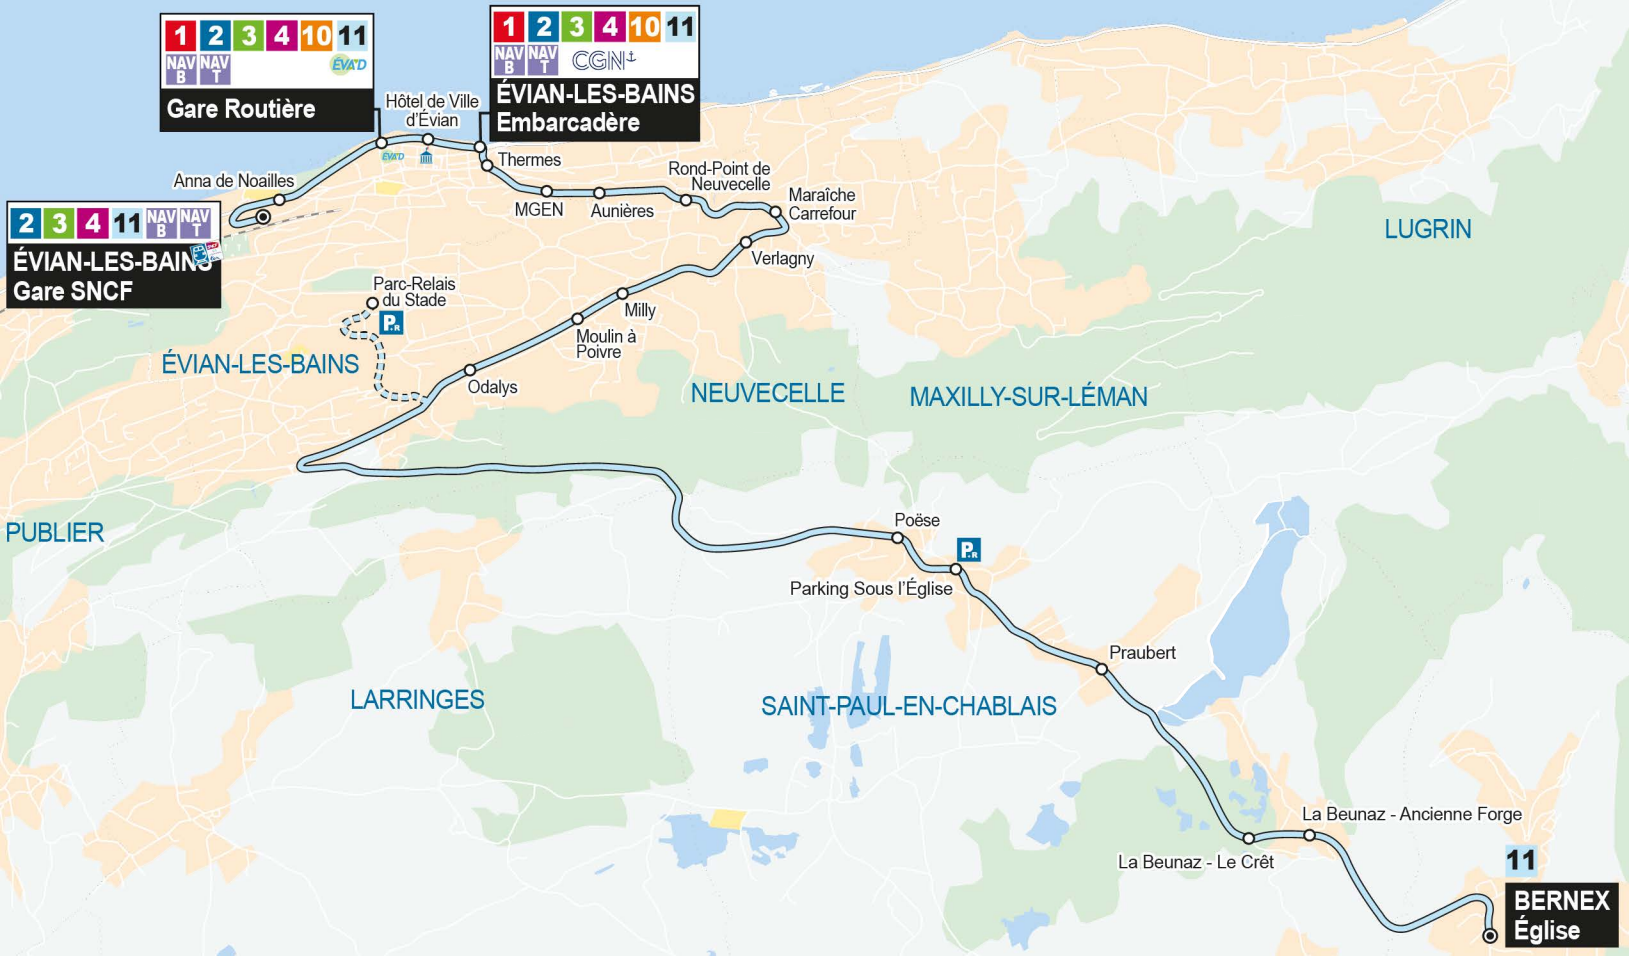 1 2 3 4 10 11
NAV B NAV T ÉVA'D
Gare Routière
1 2 3 4 10 11
NAV B NAV T CGN
ÉVIAN-LES-BAINS
Embarcadère
Hôtel de Ville
d'Évian
ÉVA'D
Thermes
Anna de Noailles
2 3 4 11 NAV B NAV T
ÉVIAN-LES-BAINS
Gare SNCF
MGEN
Aunières
Rond-Point de
Neuvecelle
Maraîche
Carrefour
Verlagny
LUGRIN
Parc-Relais
du Stade
P+R
Milly
Moulin à
Poivre
Odalys
ÉVIAN-LES-BAINS
NEUVECELLE
MAXILLY-SUR-LÉMAN
PUBLIER
Poëse
P+R
Parking Sous l'Église
Praubert
LARRINGES
SAINT-PAUL-EN-CHABLAIS
La Beunaz - Ancienne Forge
La Beunaz - Le Crêt
11
BERNEX
Église